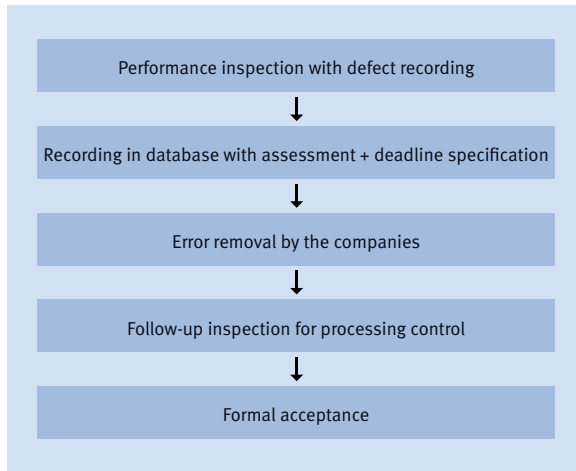 Performance inspection with defect recording
Recording in database with assessment + deadline specification
Error removal by the companies
Follow-up inspection for processing control
Formal acceptance